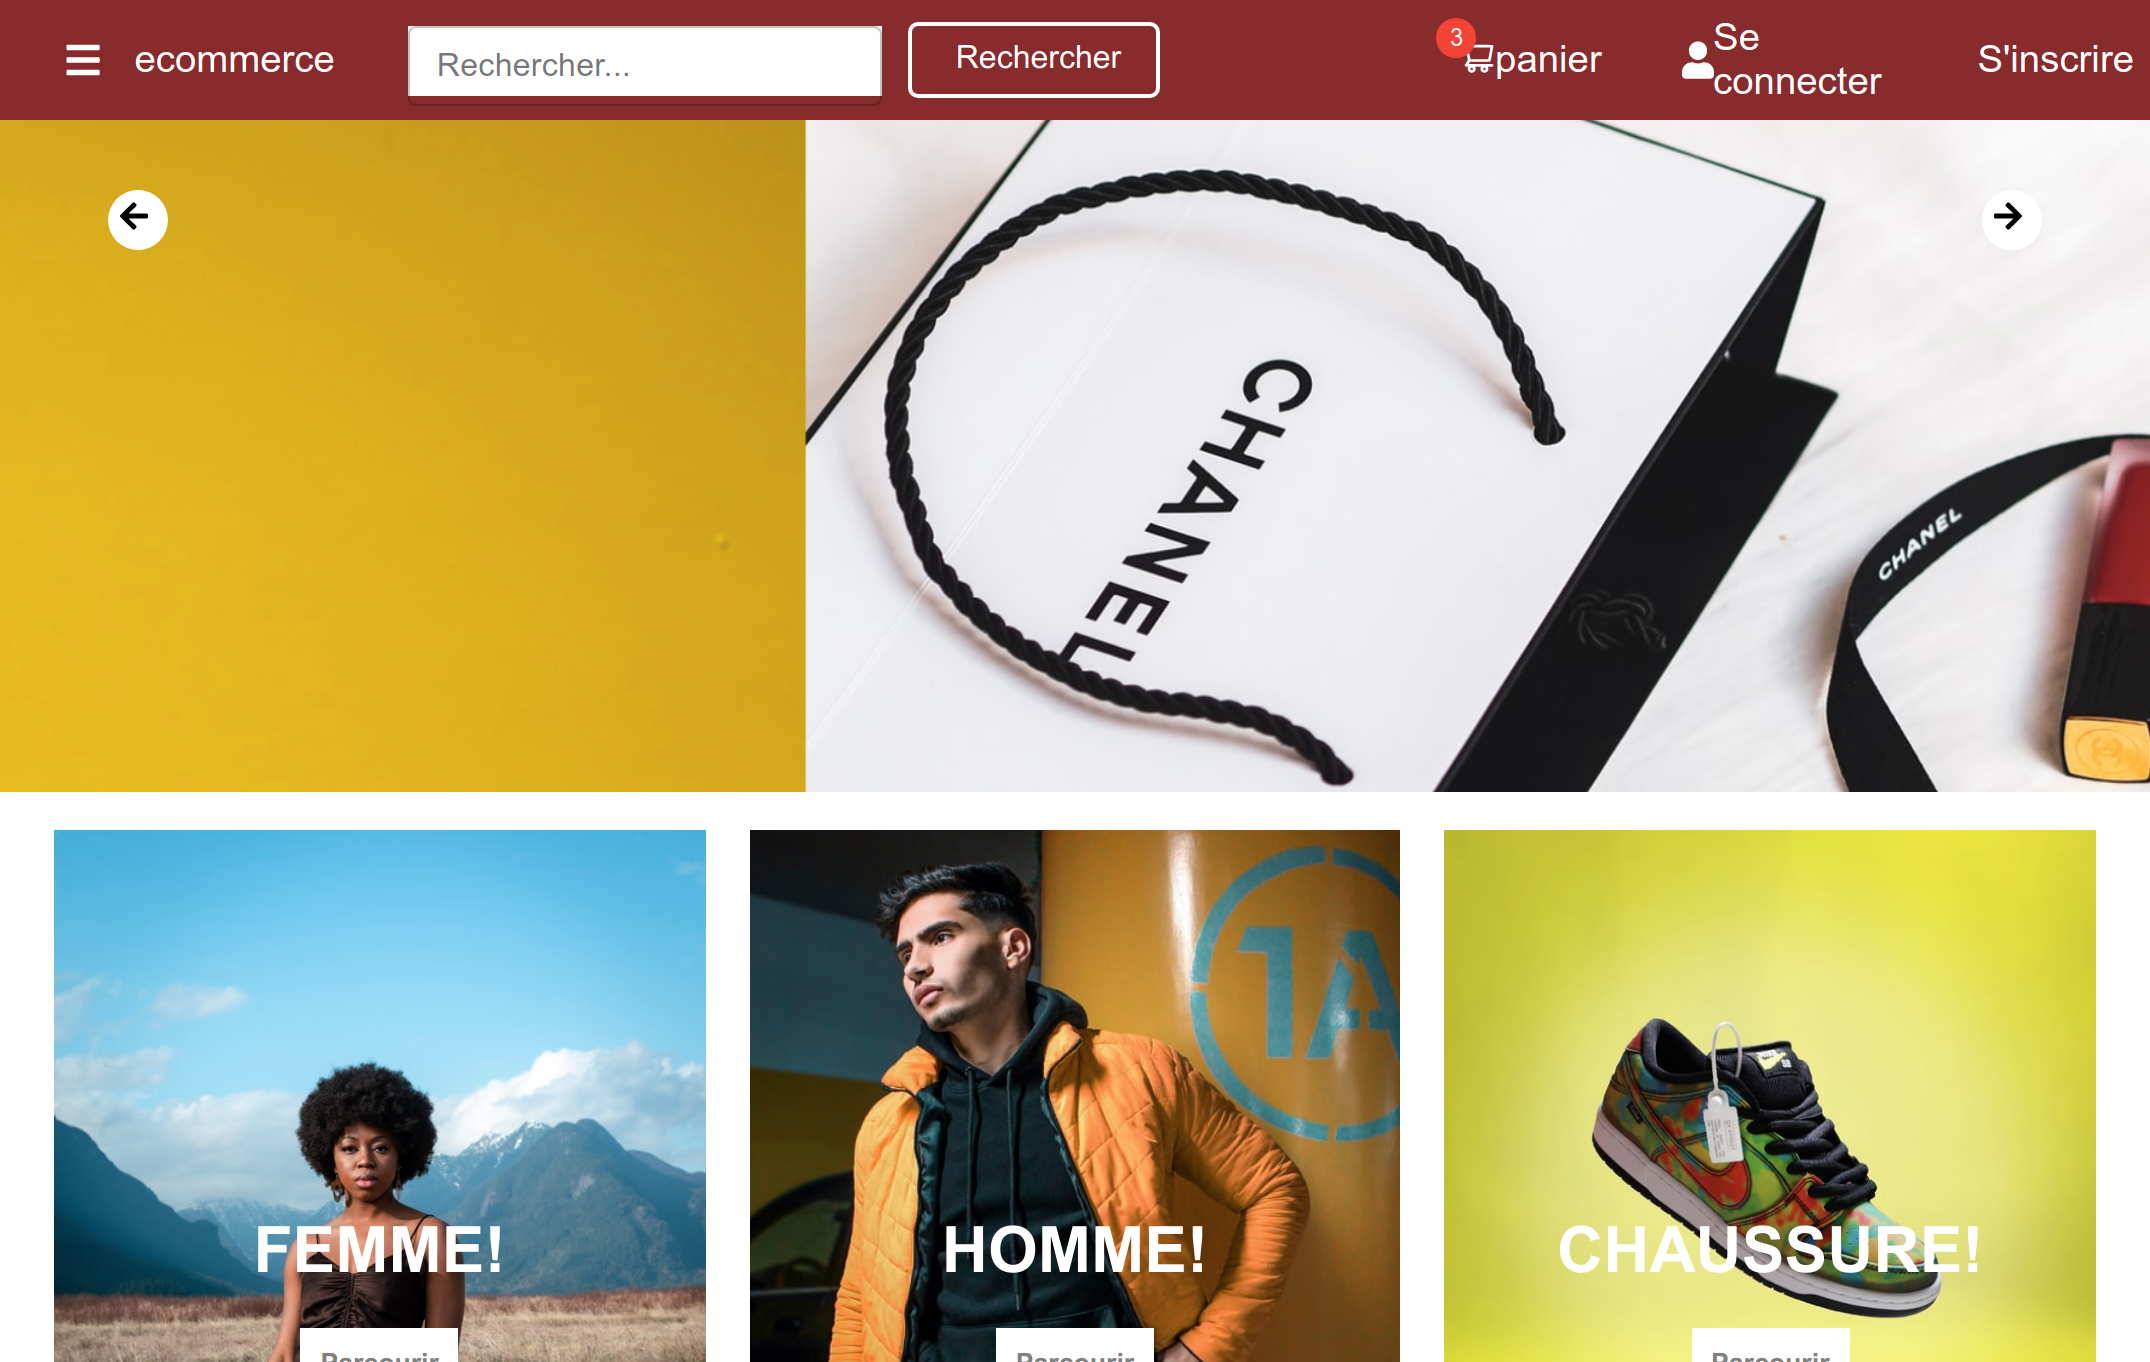 ecommerce
Rechercher...
Rechercher
3
panier
Se
connecter
S'inscrire
CHANEL
CHANEL
1A
FEMME!
HOMME!
CHAUSSURE!
Parcourir
Parcourir
Parcourir